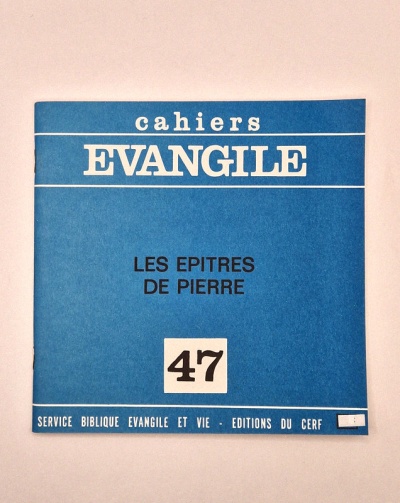 cahiers
EVANGILE
LES EPITRES
DE PIERRE
47
SERVICE BIBLIQUE EVANGILE ET VIE - EDITIONS DU CERF